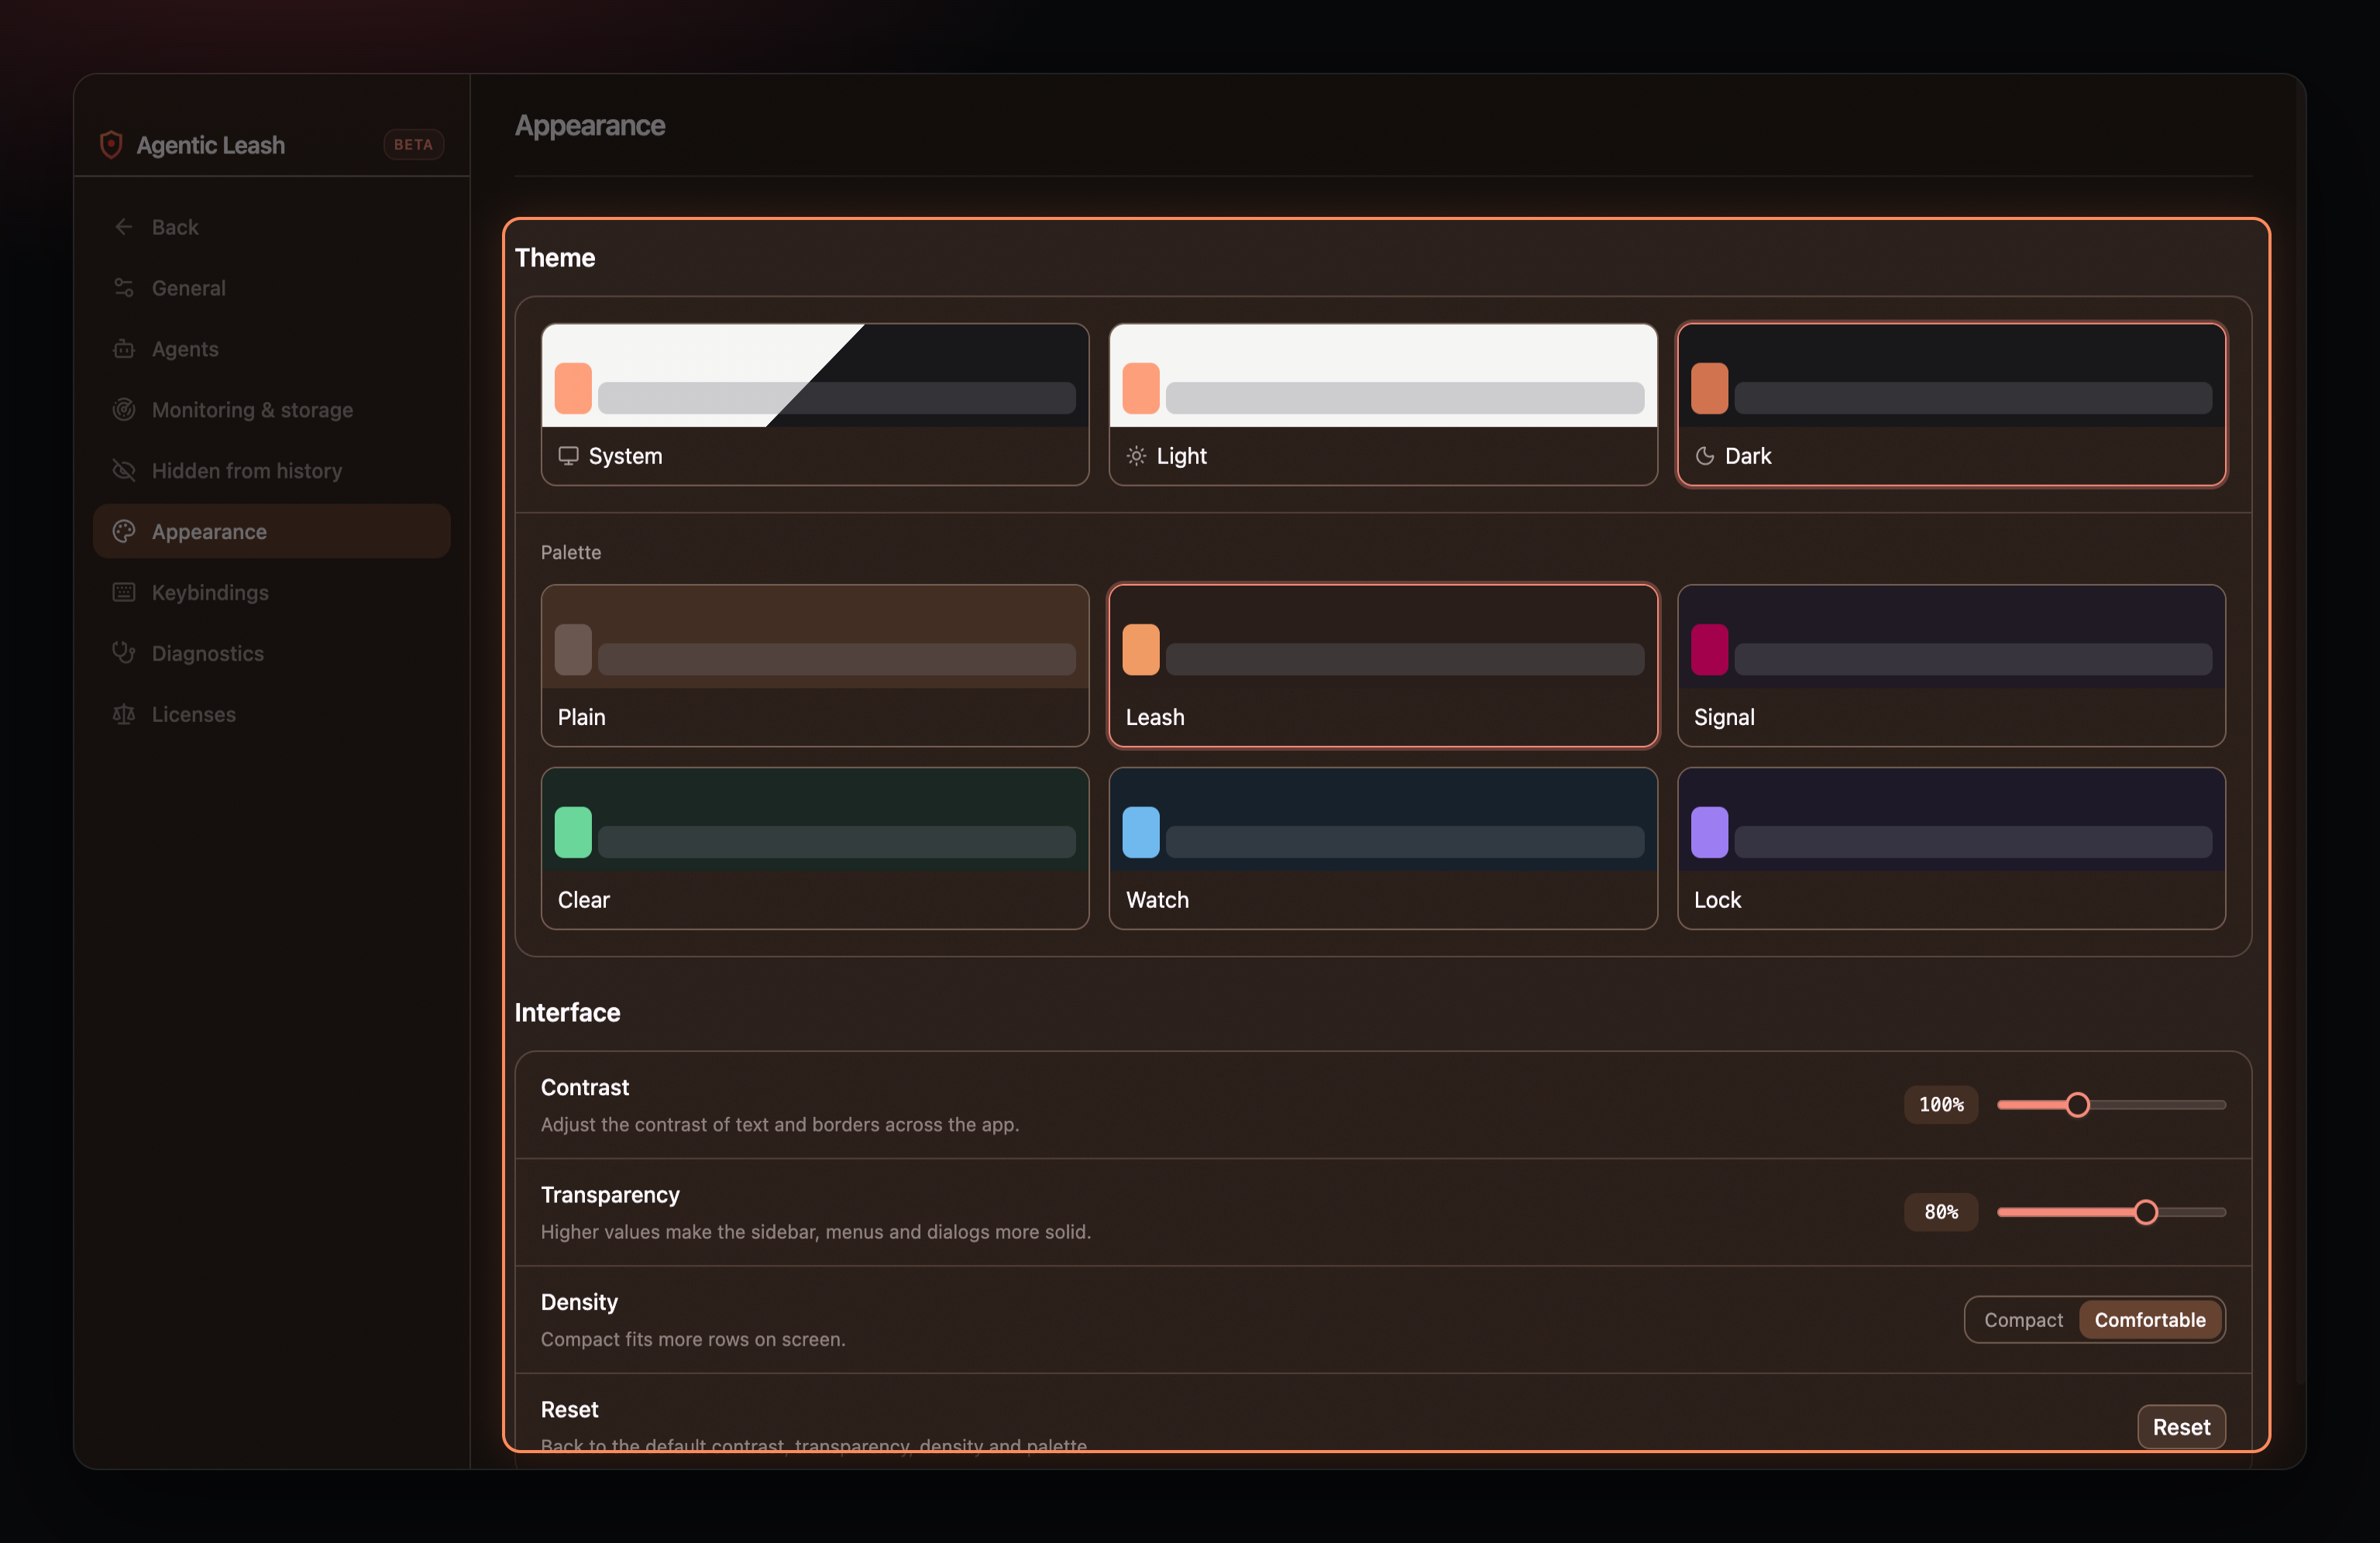 Agentic Leash
BETA
Back
General
Agents
Monitoring & storage
Hidden from history
Appearance
Keybindings
Diagnostics
Licenses
Appearance
Theme
System
Light
Dark
Palette
Plain
Leash
Signal
Clear
Watch
Lock
Interface
Contrast
Adjust the contrast of text and borders across the app.
100%
Transparency
Higher values make the sidebar, menus and dialogs more solid.
80%
Density
Compact fits more rows on screen.
Compact
Comfortable
Reset
Back to the default contrast, transparency, density and palette.
Reset